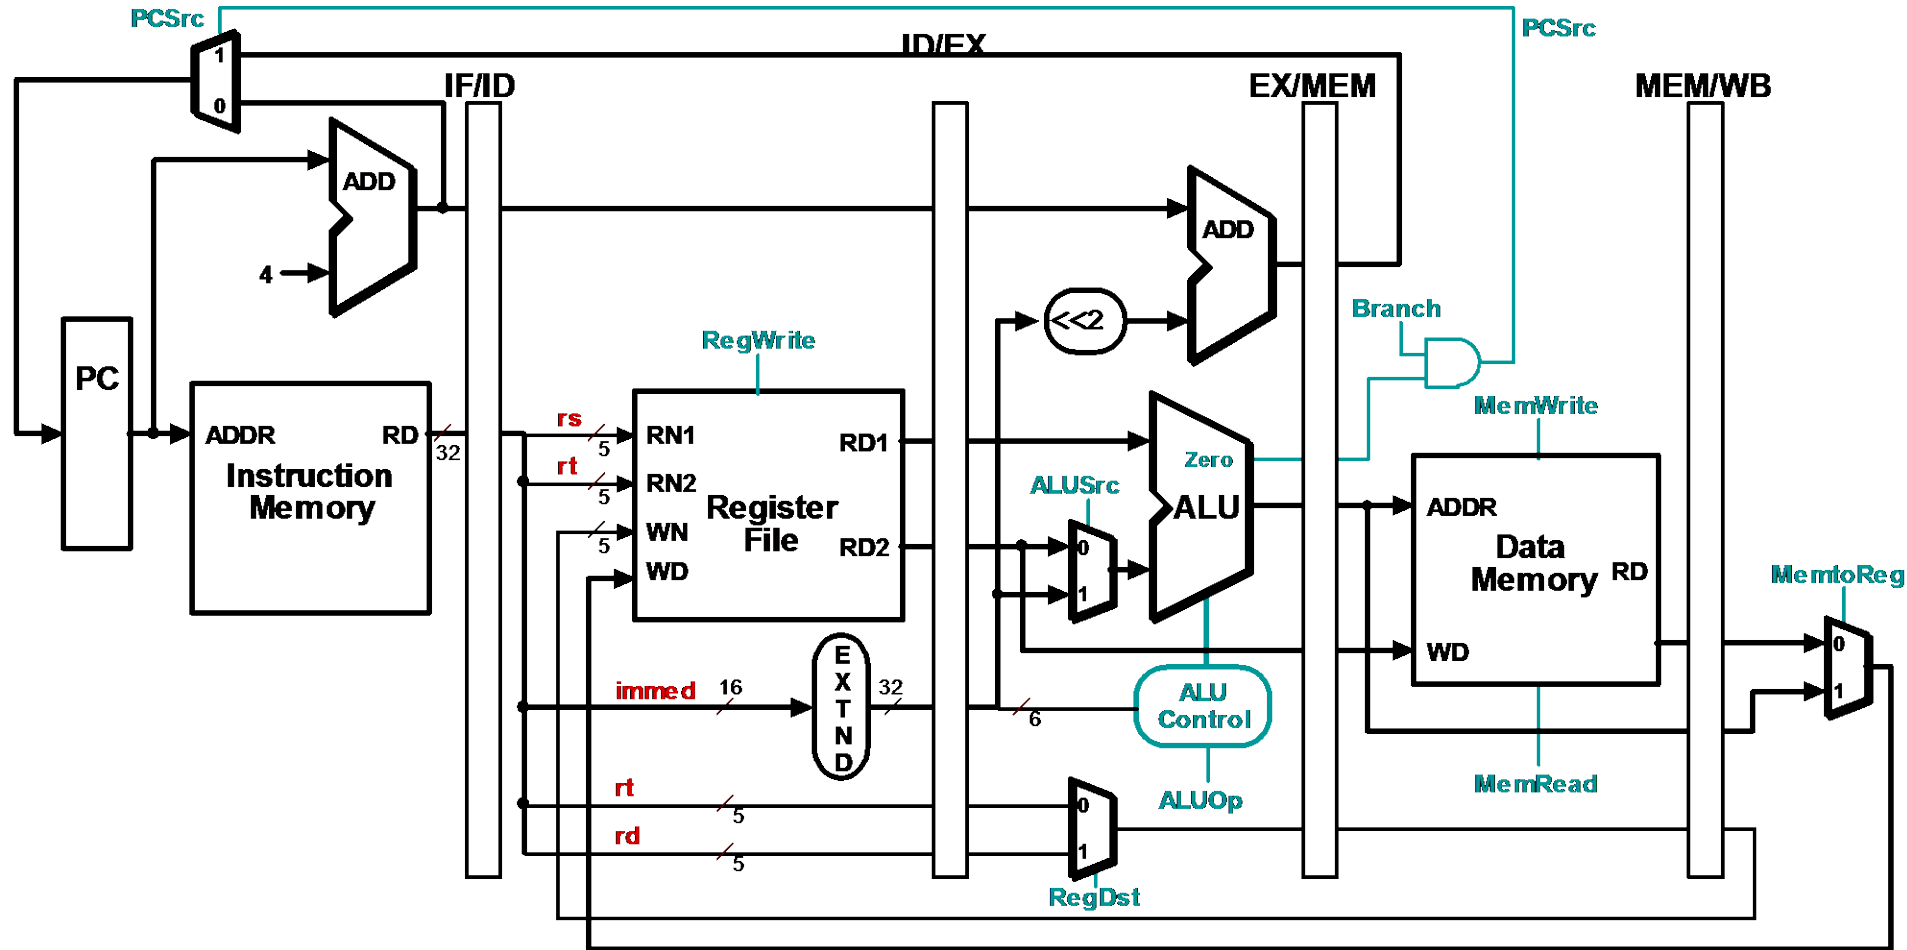 PCSrc
PCSrc
ID/EX
1
0
IF/ID
EX/MEM
MEM/WB
ADD
4
ADD
<<2
Branch
PC
RegWrite
MemWrite
ADDR
RD
32
Instruction
Memory
rs
5
RN1
rt
5
RN2
5
WN
WD
RD1
Register
File
RD2
ALUSrc
0
1
Zero
ALU
ADDR
Data
Memory
RD
WD
MemtoReg
0
1
immed
16
E
X
T
N
D
32
6
ALU
Control
ALUOp
MemRead
rt
5
rd
5
0
1
RegDst